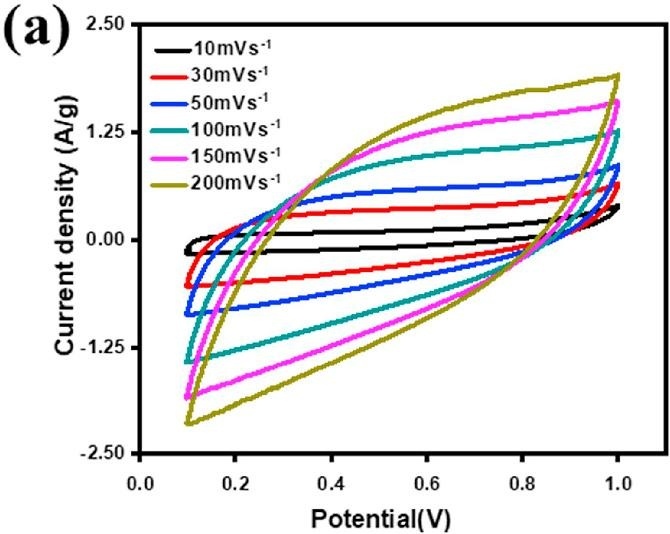 (a)
2.50
1.25
0.00
-1.25
-2.50
Current density (A/g)
10mVs⁻¹
30mVs⁻¹
50mVs⁻¹
100mVs⁻¹
150mVs⁻¹
200mVs⁻¹
0.0 0.2 0.4 0.6 0.8 1.0
Potential(V)